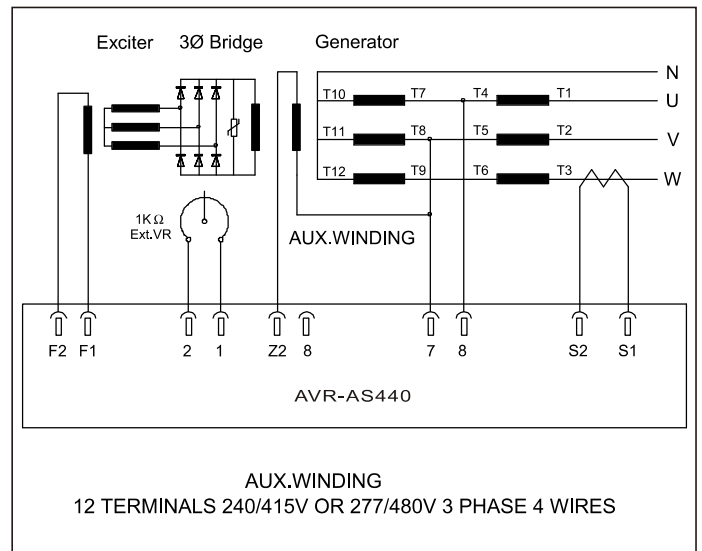 Exciter 3Ø Bridge Generator
N
T10 T7 T4 T1 U
T11 T8 T5 T2 V
T12 T9 T6 T3 W
1KΩ
Ext.VR
AUX.WINDING
F2 F1 2 1 Z2 8 7 8 S2 S1
AVR-AS440
AUX.WINDING
12 TERMINALS 240/415V OR 277/480V 3 PHASE 4 WIRES